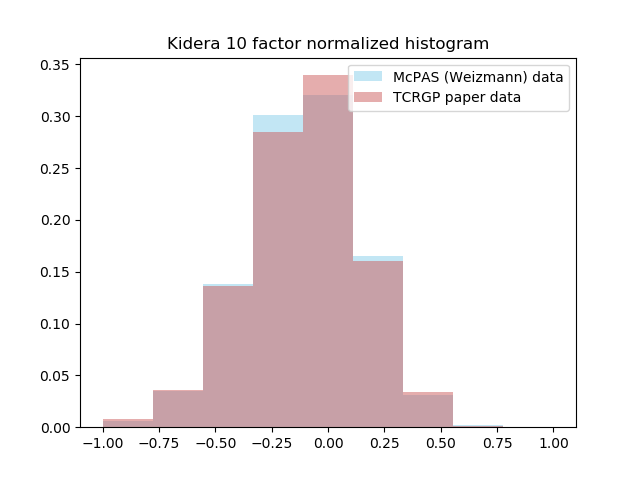 Kidera 10 factor normalized histogram
McPAS (Weizmann) data
TCRGP paper data
0.35
0.30
0.25
0.20
0.15
0.10
0.05
0.00
−1.00 −0.75 −0.50 −0.25 0.00 0.25 0.50 0.75 1.00